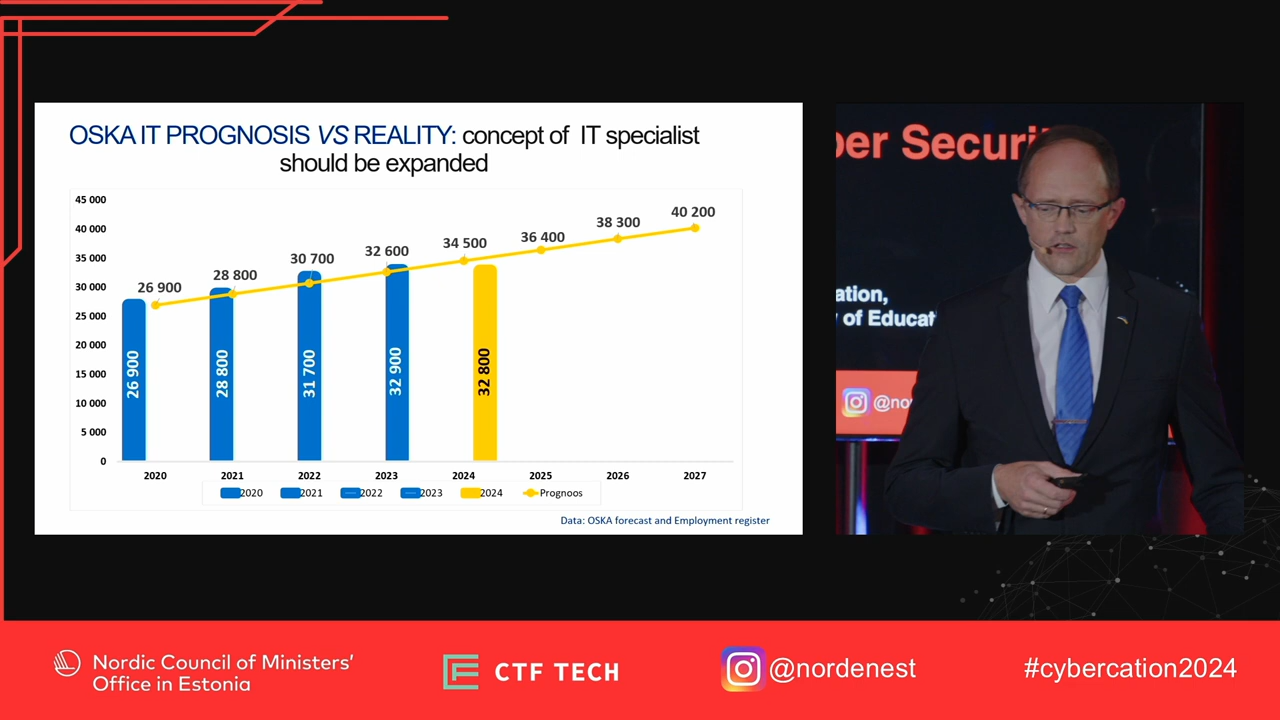 OSKA IT PROGNOSIS VS REALITY: concept of IT specialist
should be expanded
45 000
40 000
35 000
30 000
25 000
20 000
15 000
10 000
5 000
0
26 900
28 800
30 700
32 600
34 500
36 400
38 300
40 200
26 900
28 800
31 700
32 900
32 800
2020 2021 2022 2023 2024 2025 2026 2027
2020 2021 2022 2023 2024 Prognoos
Data: OSKA forecast and Employment register
per Securi
ation,
y of Educat
@no
Nordic Council of Ministers'
Office in Estonia
CTF TECH
@nordenest
#cybercation2024